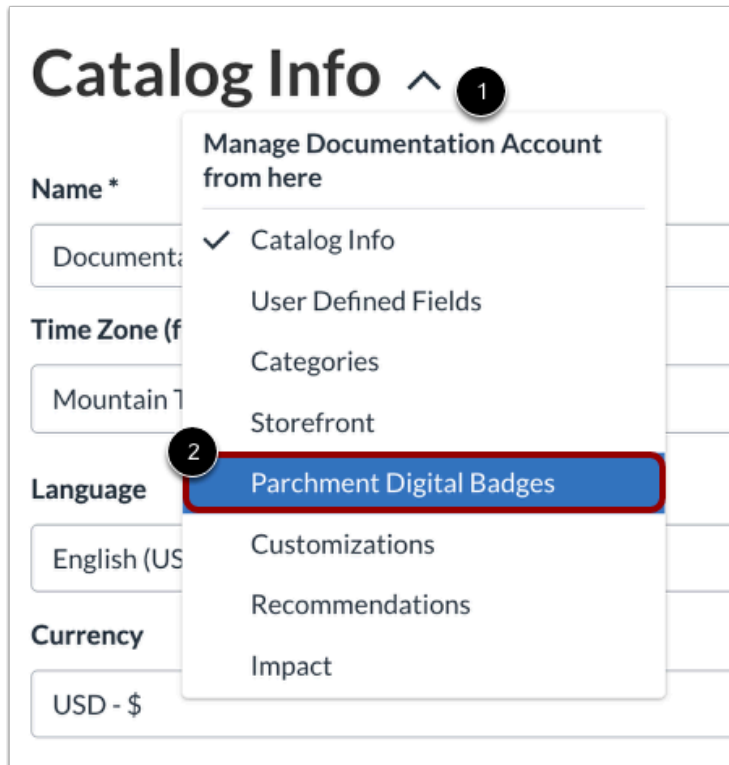 Catalog Info
1
Manage Documentation Account
from here
Name *
Catalog Info
Documenta
User Defined Fields
Time Zone (f
Categories
Mountain T
Storefront
2
Language
Parchment Digital Badges
English (US
Customizations
Recommendations
Currency
Impact
USD - $